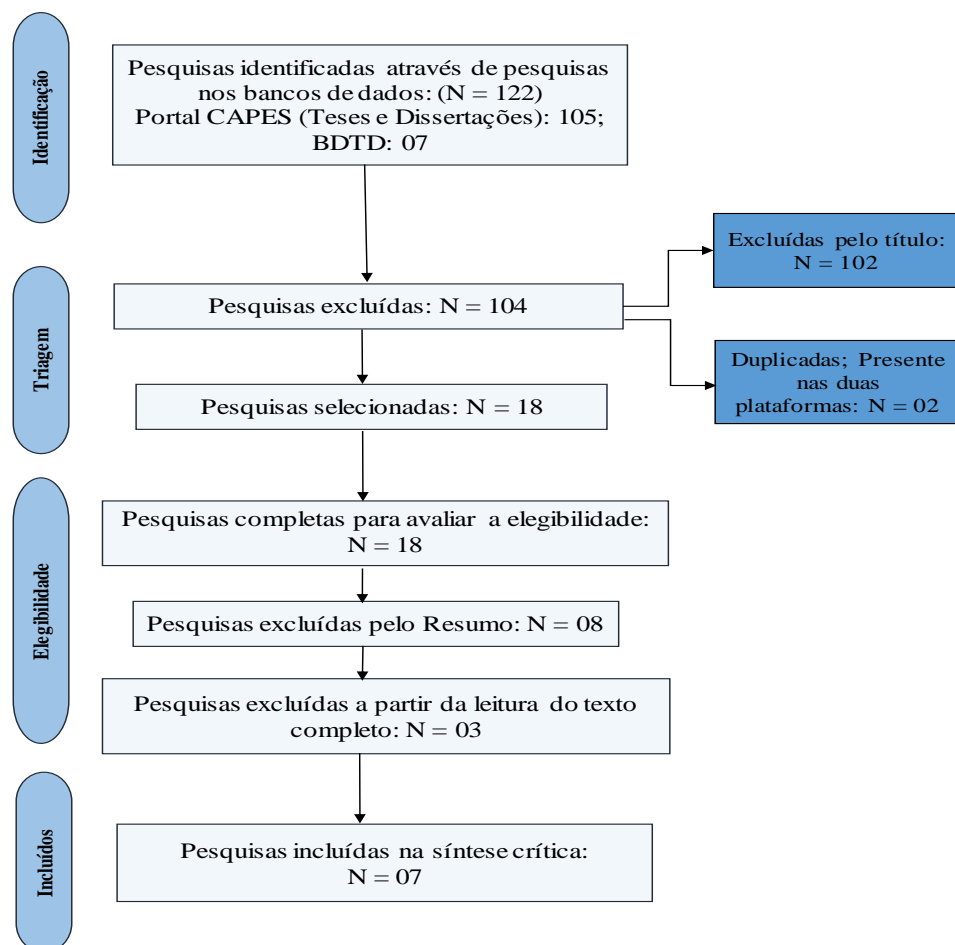 Identificação
Pesquisas identificadas através de pesquisas
nos bancos de dados: (N = 122)
Portal CAPES (Teses e Dissertações): 105;
BDTD: 07
Triagem
Pesquisas excluídas: N = 104
Excluídas pelo título:
N = 102
Duplicadas; Presente
nas duas
plataformas: N = 02
Pesquisas selecionadas: N = 18
Elegibilidade
Pesquisas completas para avaliar a elegibilidade:
N = 18
Pesquisas excluídas pelo Resumo: N = 08
Pesquisas excluídas a partir da leitura do texto
completo: N = 03
Incluídos
Pesquisas incluídas na síntese crítica:
N = 07